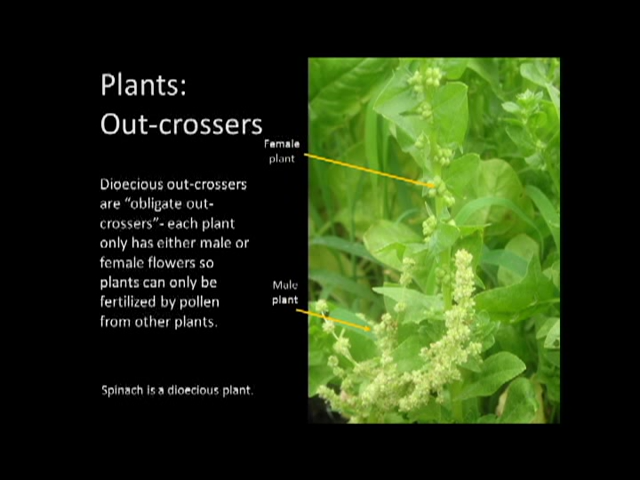 Plants:
Out-crossers
Female
plant
Dioecious out-crossers
are “obligate out-
crossers”- each plant
only has either male or
female flowers so
plants can only be
fertilized by pollen
from other plants.
Male
plant
Spinach is a dioecious plant.